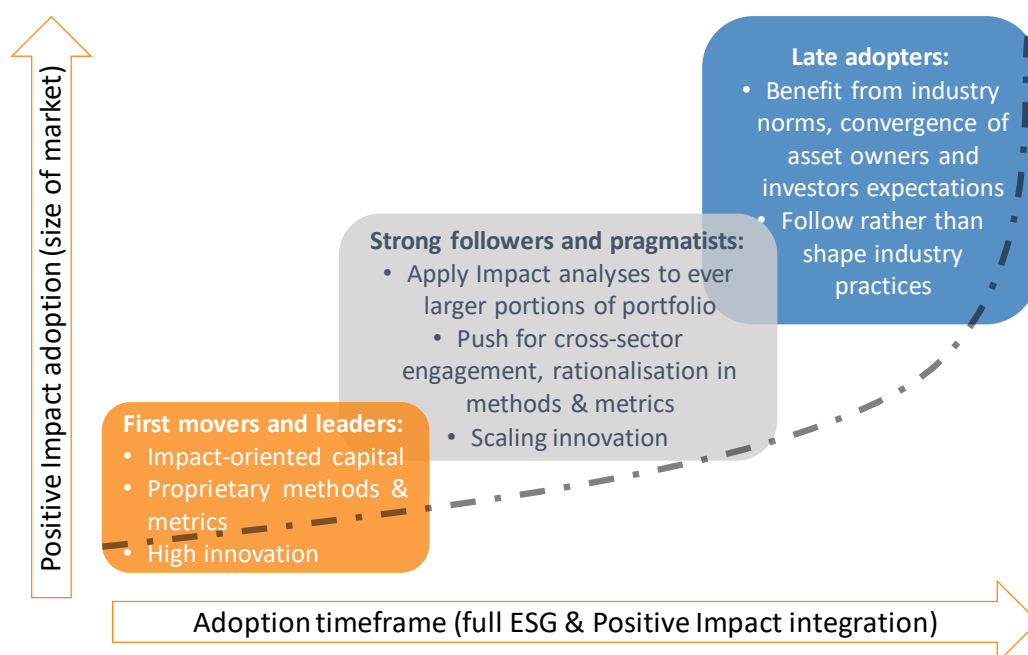 Positive Impact adoption (size of market)
Late adopters:
• Benefit from industry
norms, convergence of
asset owners and
investors expectations
• Follow rather than
shape industry
practices
Strong followers and pragmatists:
• Apply Impact analyses to ever
larger portions of portfolio
• Push for cross-sector
engagement, rationalisation in
methods & metrics
• Scaling innovation
First movers and leaders:
• Impact-oriented capital
• Proprietary methods &
metrics
• High innovation
Adoption timeframe (full ESG & Positive Impact integration)